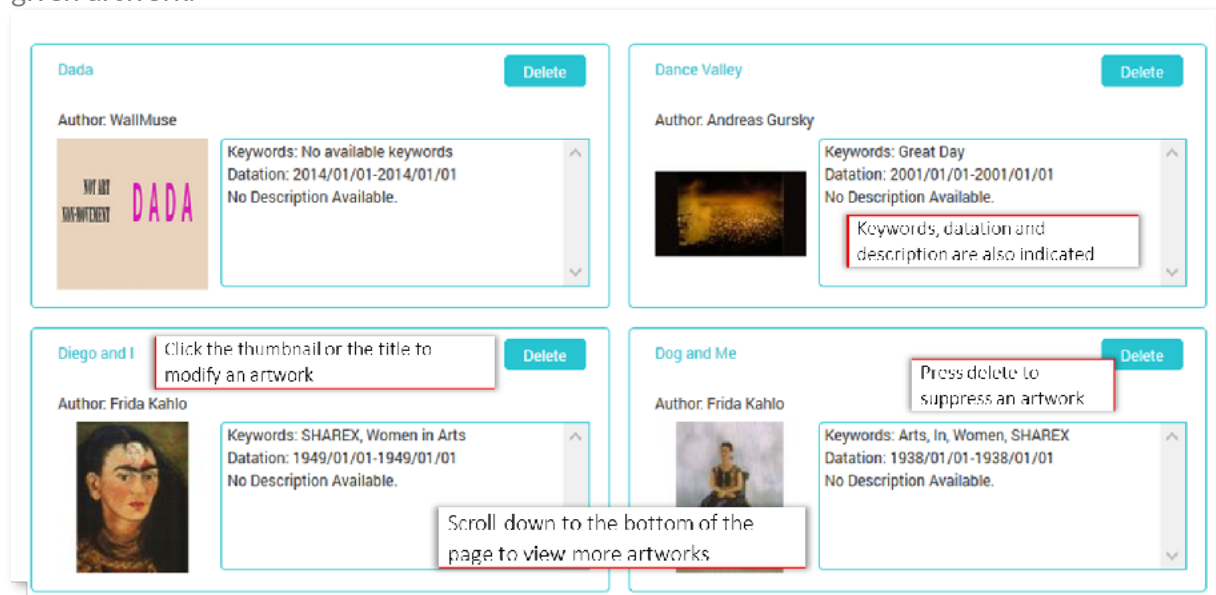 Dada
Delete
Author: WallMuse
NOT ART
NON-MOVEMENT
DADA
Keywords: No available keywords
Datation: 2014/01/01-2014/01/01
No Description Available.
Dance Valley
Delete
Author: Andreas Gursky
Keywords: Great Day
Datation: 2001/01/01-2001/01/01
No Description Available.
Keywords, datation and
description are also indicated
Diego and I
Delete
Click the thumbnail or the title to
modify an artwork
Author: Frida Kahlo
Keywords: SHAREX, Women in Arts
Datation: 1949/01/01-1949/01/01
No Description Available.
Dog and Me
Delete
Press delete to
suppress an artwork
Author: Frida Kahlo
Keywords: Arts, In, Women, SHAREX
Datation: 1938/01/01-1938/01/01
No Description Available.
Scroll down to the bottom of the
page to view more artworks